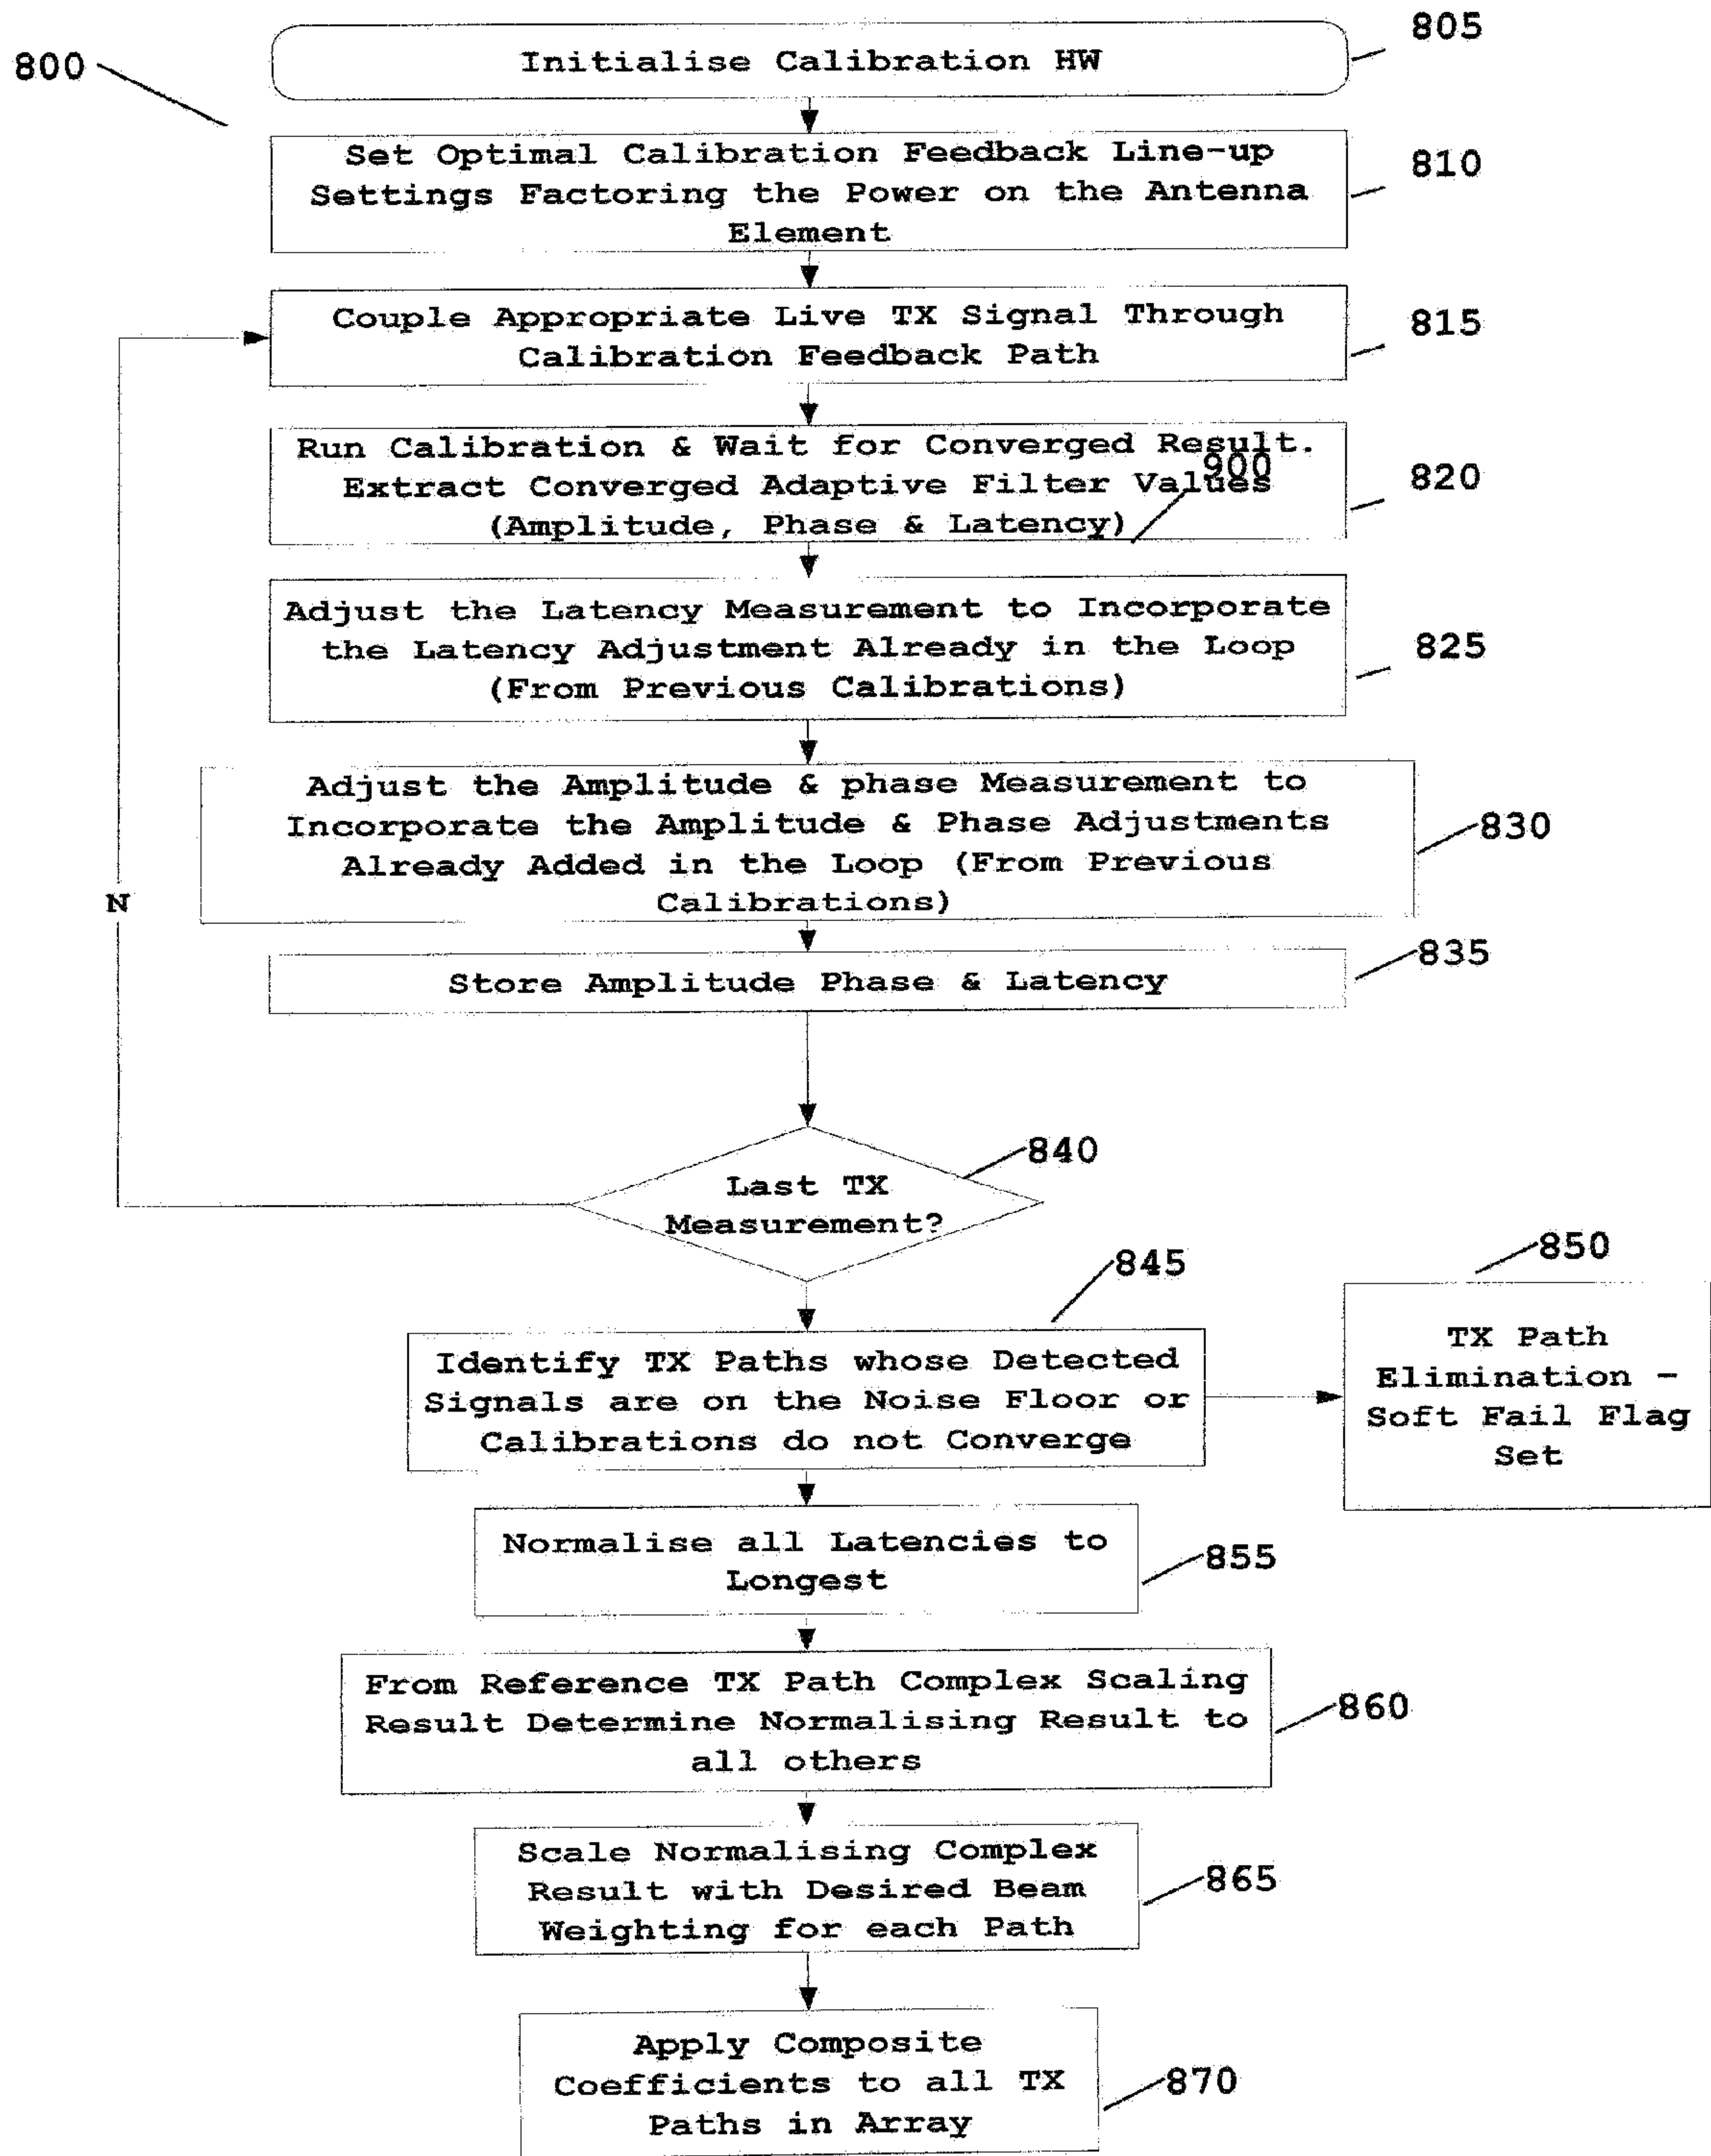 800
Initialise Calibration HW
805
Set Optimal Calibration Feedback Line-up
Settings Factoring the Power on the Antenna
Element
810
Couple Appropriate Live TX Signal Through
Calibration Feedback Path
815
Run Calibration & Wait for Converged Result.
Extract Converged Adaptive Filter Values
(Amplitude, Phase & Latency)
900
820
Adjust the Latency Measurement to Incorporate
the Latency Adjustment Already in the Loop
(From Previous Calibrations)
825
Adjust the Amplitude & phase Measurement to
Incorporate the Amplitude & Phase Adjustments
Already Added in the Loop (From Previous
Calibrations)
830
N
Store Amplitude Phase & Latency
835
Last TX
Measurement?
840
Identify TX Paths whose Detected
Signals are on the Noise Floor or
Calibrations do not Converge
845
TX Path
Elimination -
Soft Fail Flag
Set
850
Normalise all Latencies to
Longest
855
From Reference TX Path Complex Scaling
Result Determine Normalising Result to
all others
860
Scale Normalising Complex
Result with Desired Beam
Weighting for each Path
865
Apply Composite
Coefficients to all TX
Paths in Array
870